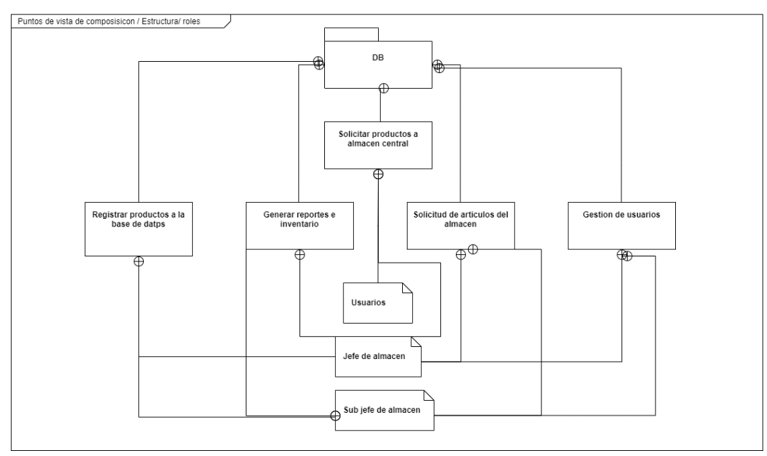 Puntos de vista de composisicon / Estructura/ roles
DB
Solicitar productos a
almacen central
Registrar productos a la
base de datps
Generar reportes e
inventario
Solicitud de articulos del
almacen
Gestion de usuarios
Usuarios
Jefe de almacen
Sub jefe de almacen